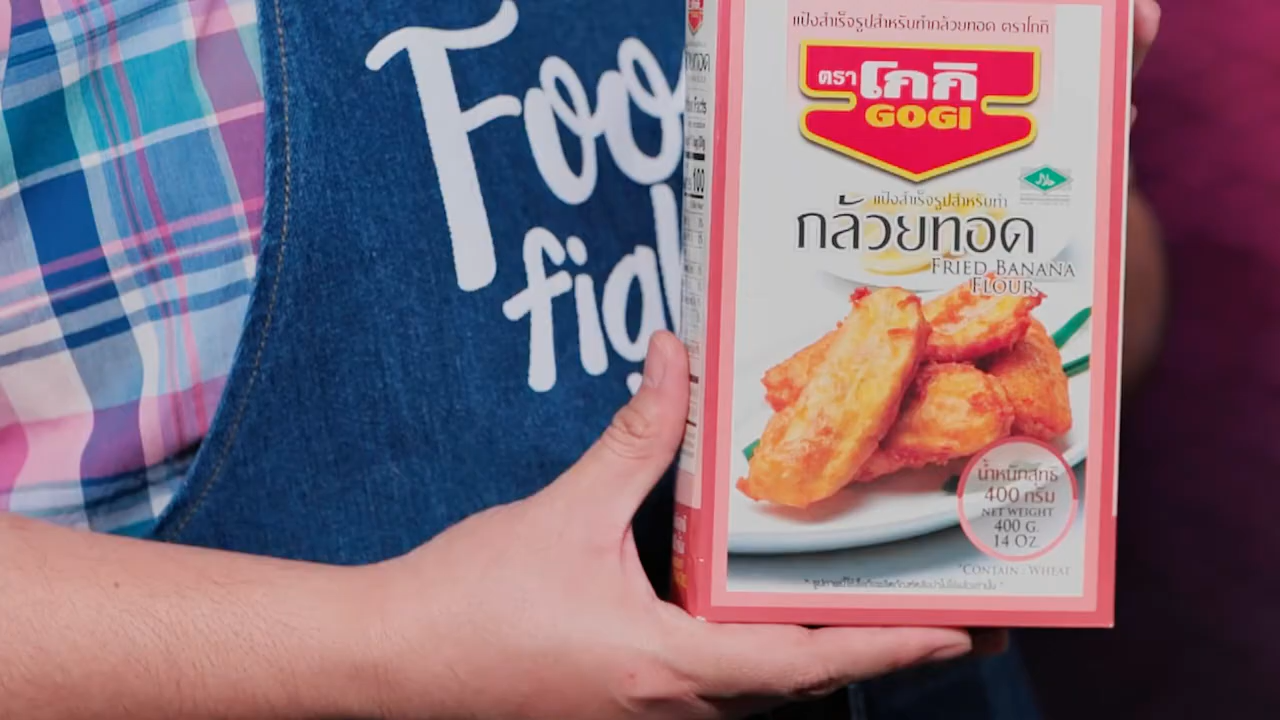 Foo
figh
แป้งสำเร็จรูปสำหรับทำกล้วยทอด ตราโกกิ
ตรา โกกิ
GOGI
แป้งสำเร็จรูปสำหรับทำ
กล้วยทอด
FRIED BANANA
FLOUR
น้ำหนักสุทธิ
400 กรัม
NET WEIGHT
400 G.
14 OZ.
*CONTAIN : WHEAT
100